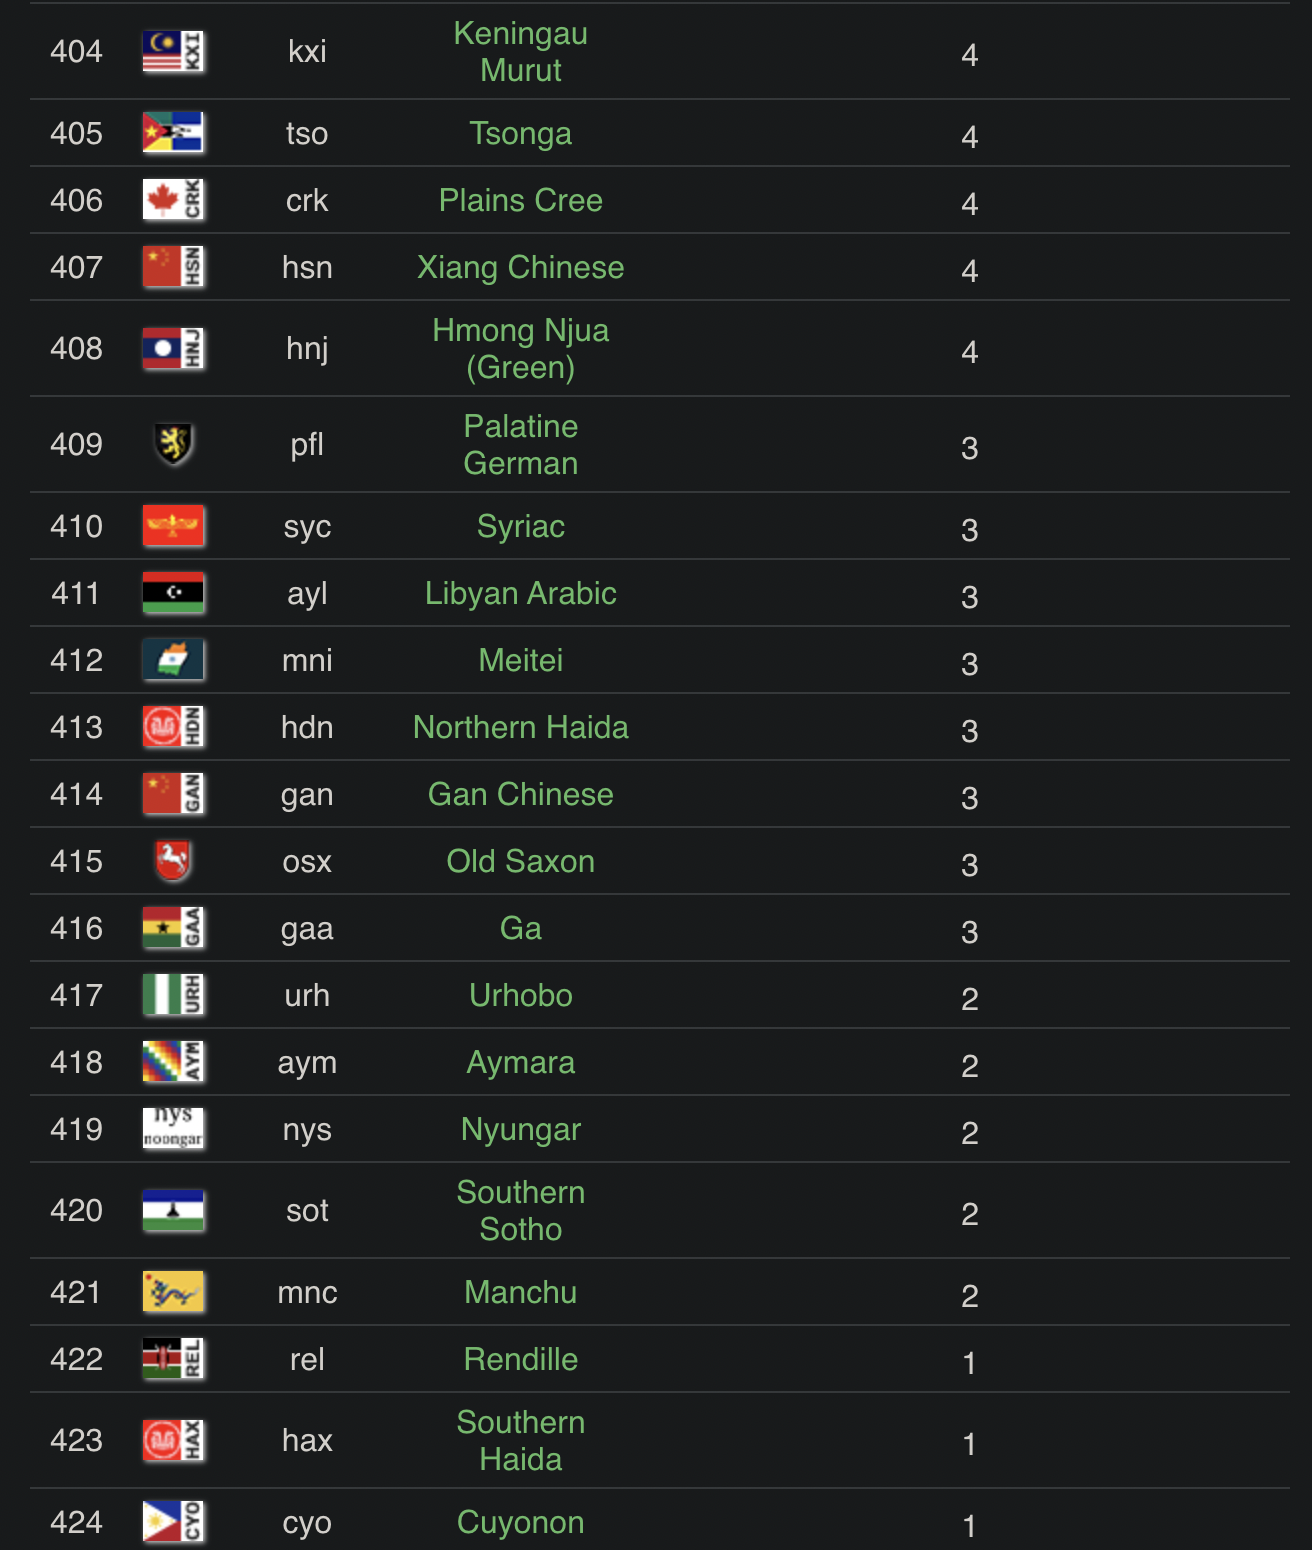 404 KXI kxi Keningau
Murut 4
405 tso Tsonga 4
406 CRK crk Plains Cree 4
407 HSN hsn Xiang Chinese 4
408 HNJ hnj Hmong Njua
(Green) 4
409 pfl Palatine
German 3
410 syc Syriac 3
411 ayl Libyan Arabic 3
412 mni Meitei 3
413 HDN hdn Northern Haida 3
414 GAN gan Gan Chinese 3
415 osx Old Saxon 3
416 GAA gaa Ga 3
417 URH urh Urhobo 2
418 AYM aym Aymara 2
419 nys noongar nys Nyungar 2
420 sot Southern
Sotho 2
421 mnc Manchu 2
422 REL rel Rendille 1
423 HAX hax Southern
Haida 1
424 CYO cyo Cuyonon 1